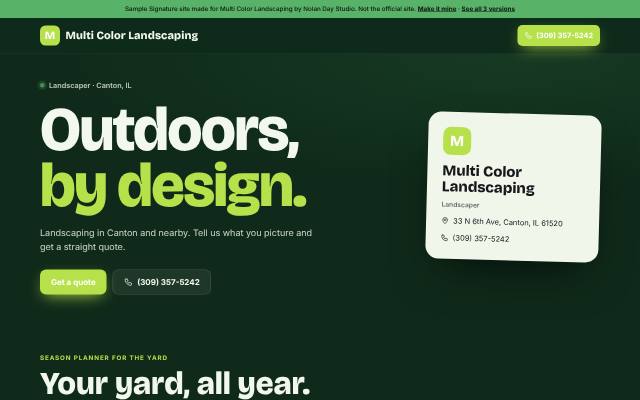 Sample Signature site made for Multi Color Landscaping by Nolan Day Studio. Not the official site. Make it mine · See all 3 versions
M Multi Color Landscaping
(309) 357-5242
Landscaper · Canton, IL
Outdoors,
by design.
Landscaping in Canton and nearby. Tell us what you picture and
get a straight quote.
Get a quote
(309) 357-5242
M
Multi Color
Landscaping
Landscaper
33 N 6th Ave, Canton, IL 61520
(309) 357-5242
SEASON PLANNER FOR THE YARD
Your yard, all year.